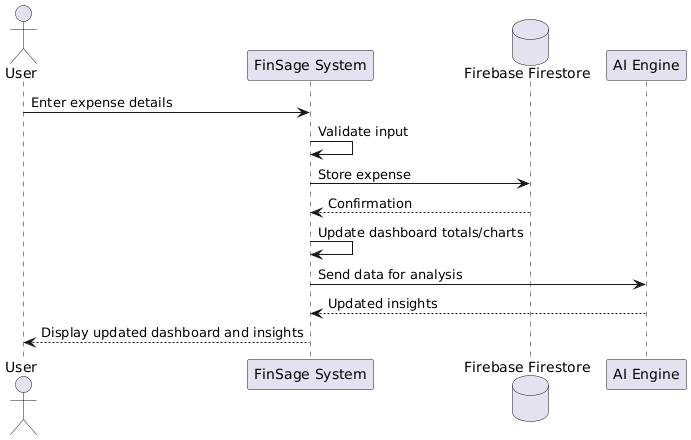 User
FinSage System
Firebase Firestore
AI Engine
Enter expense details
Validate input
Store expense
Confirmation
Update dashboard totals/charts
Send data for analysis
Updated insights
Display updated dashboard and insights
User
FinSage System
Firebase Firestore
AI Engine